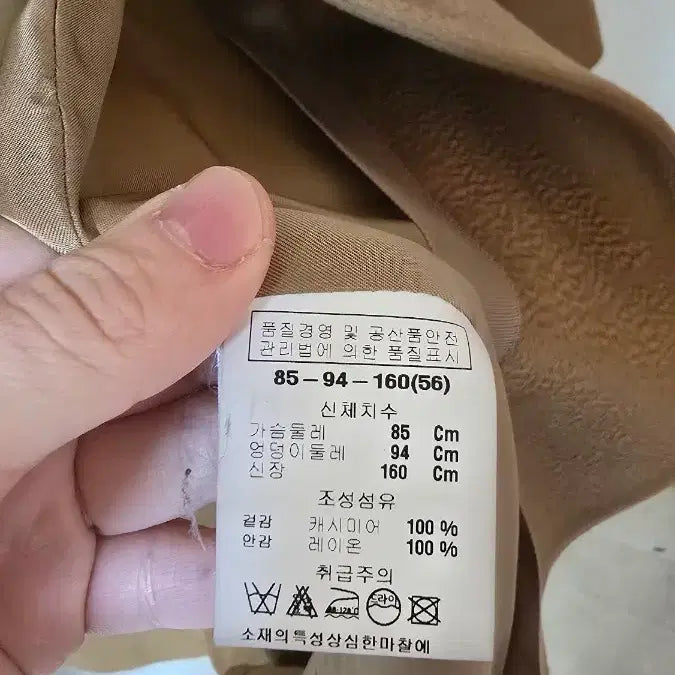 품질경영 및 공산품안전
관리법에 의한 품질표시
85-94-160(56)
신체치수
가슴둘레 85 Cm
엉덩이둘레 94 Cm
신장 160 Cm
조성섬유
겉감 캐시미어 100 %
안감 레이온 100 %
취급주의
드라이
소재의특성상심한마찰에